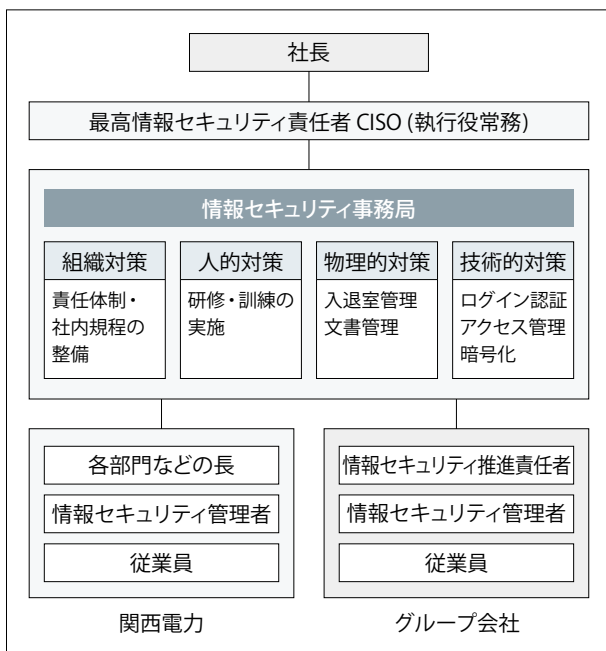 社長
最高情報セキュリティ責任者 CISO (執行役常務)
情報セキュリティ事務局
組織対策
責任体制・
社内規程の
整備
人的対策
研修・訓練の
実施
物理的対策
入退室管理
文書管理
技術的対策
ログイン認証
アクセス管理
暗号化
各部門などの長
情報セキュリティ管理者
従業員
関西電力
情報セキュリティ推進責任者
情報セキュリティ管理者
従業員
グループ会社